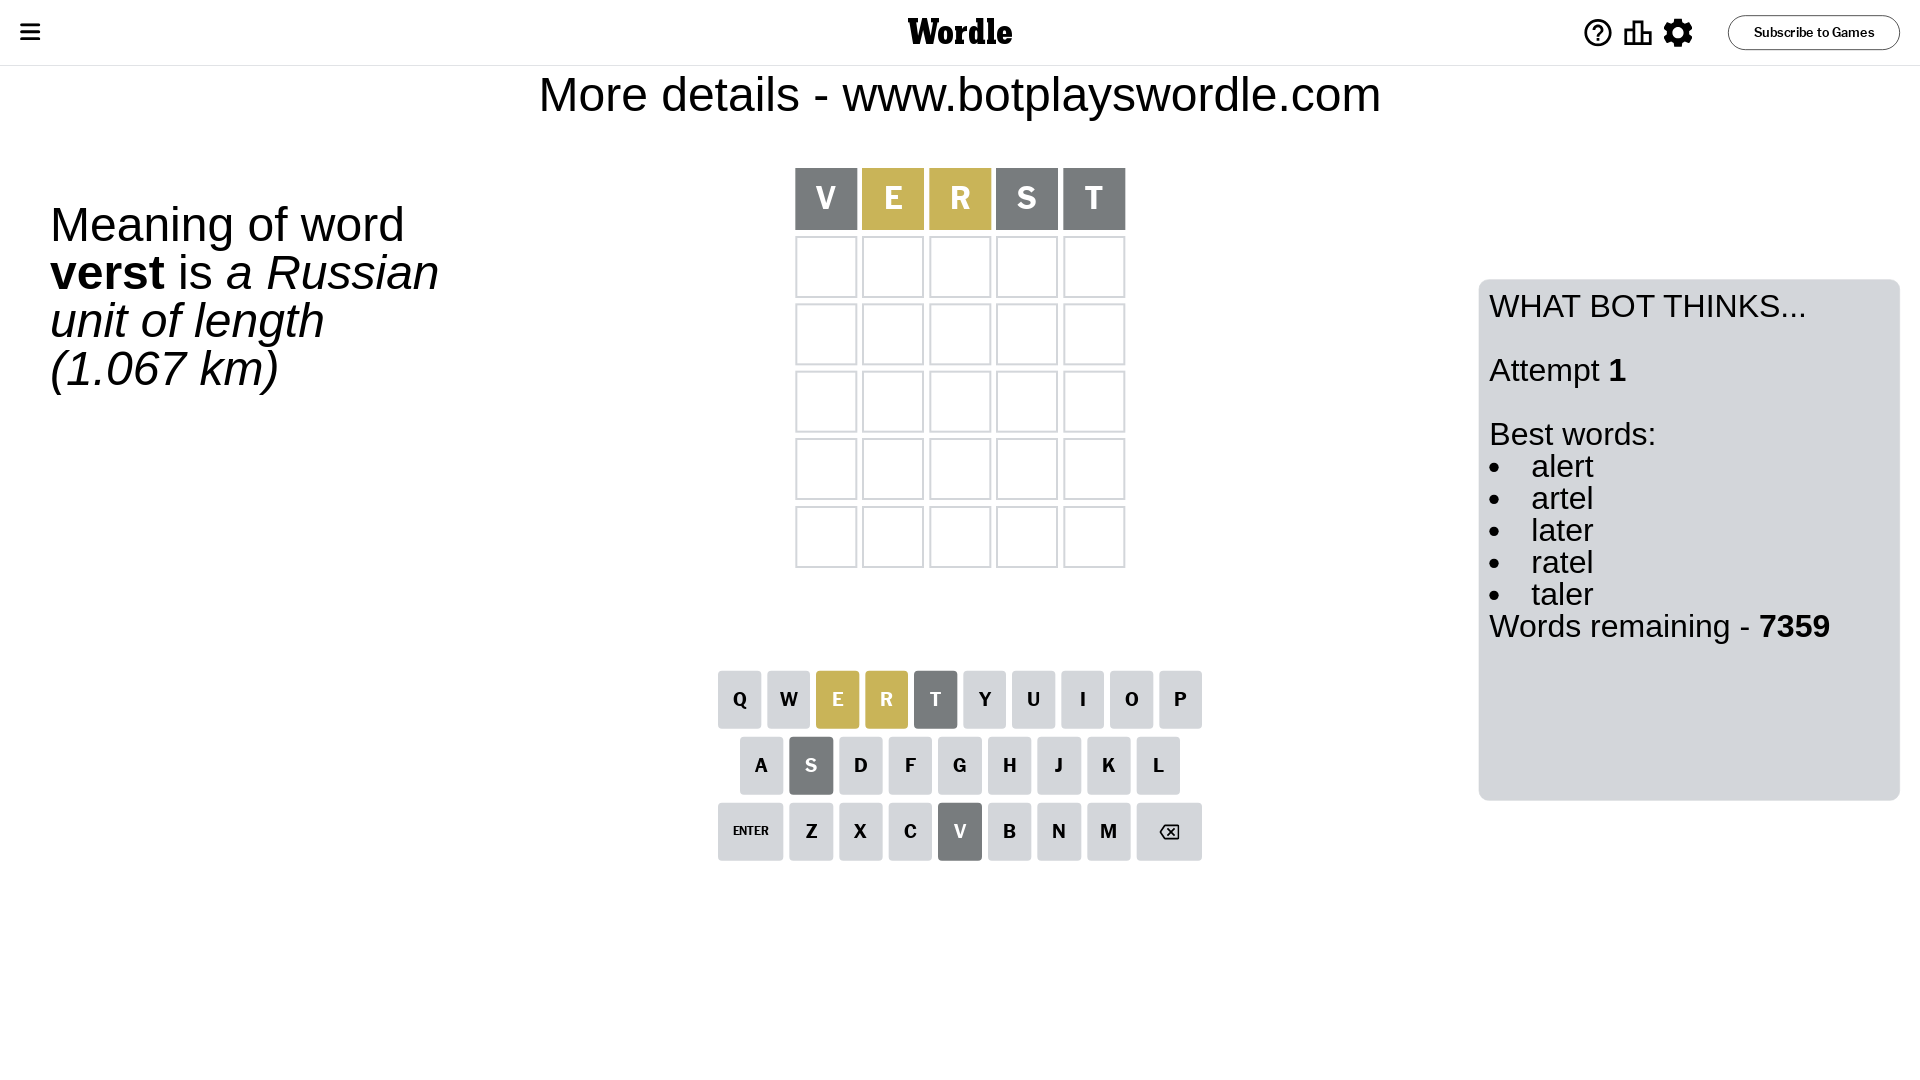 Wordle
Subscribe to Games
More details - www.botplayswordle.com
Meaning of word
verst is a Russian
unit of length
(1.067 km)
V E R S T
WHAT BOT THINKS...
Attempt 1
Best words:
• alert
• artel
• later
• ratel
• taler
Words remaining - 7359
Q W E R T Y U I O P
A S D F G H J K L
ENTER Z X C V B N M